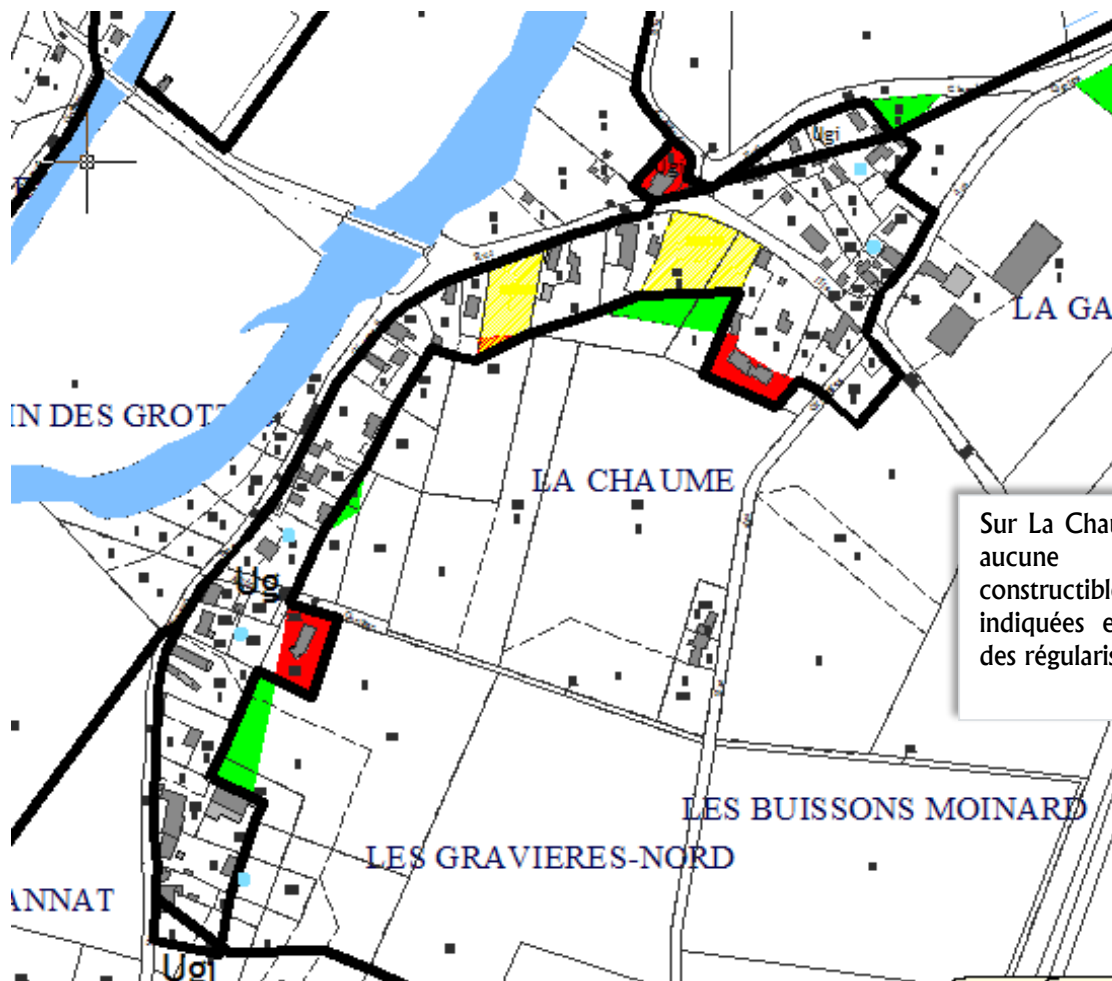 Ugi
IN DES GROTT
LA GA
LA CHAUME
Sur La Chau
aucune
constructible
indiquées e
des régularis
Ug
LES BUISSONS MOINARD
LES GRAVIERES-NORD
ANNAT
Ugi